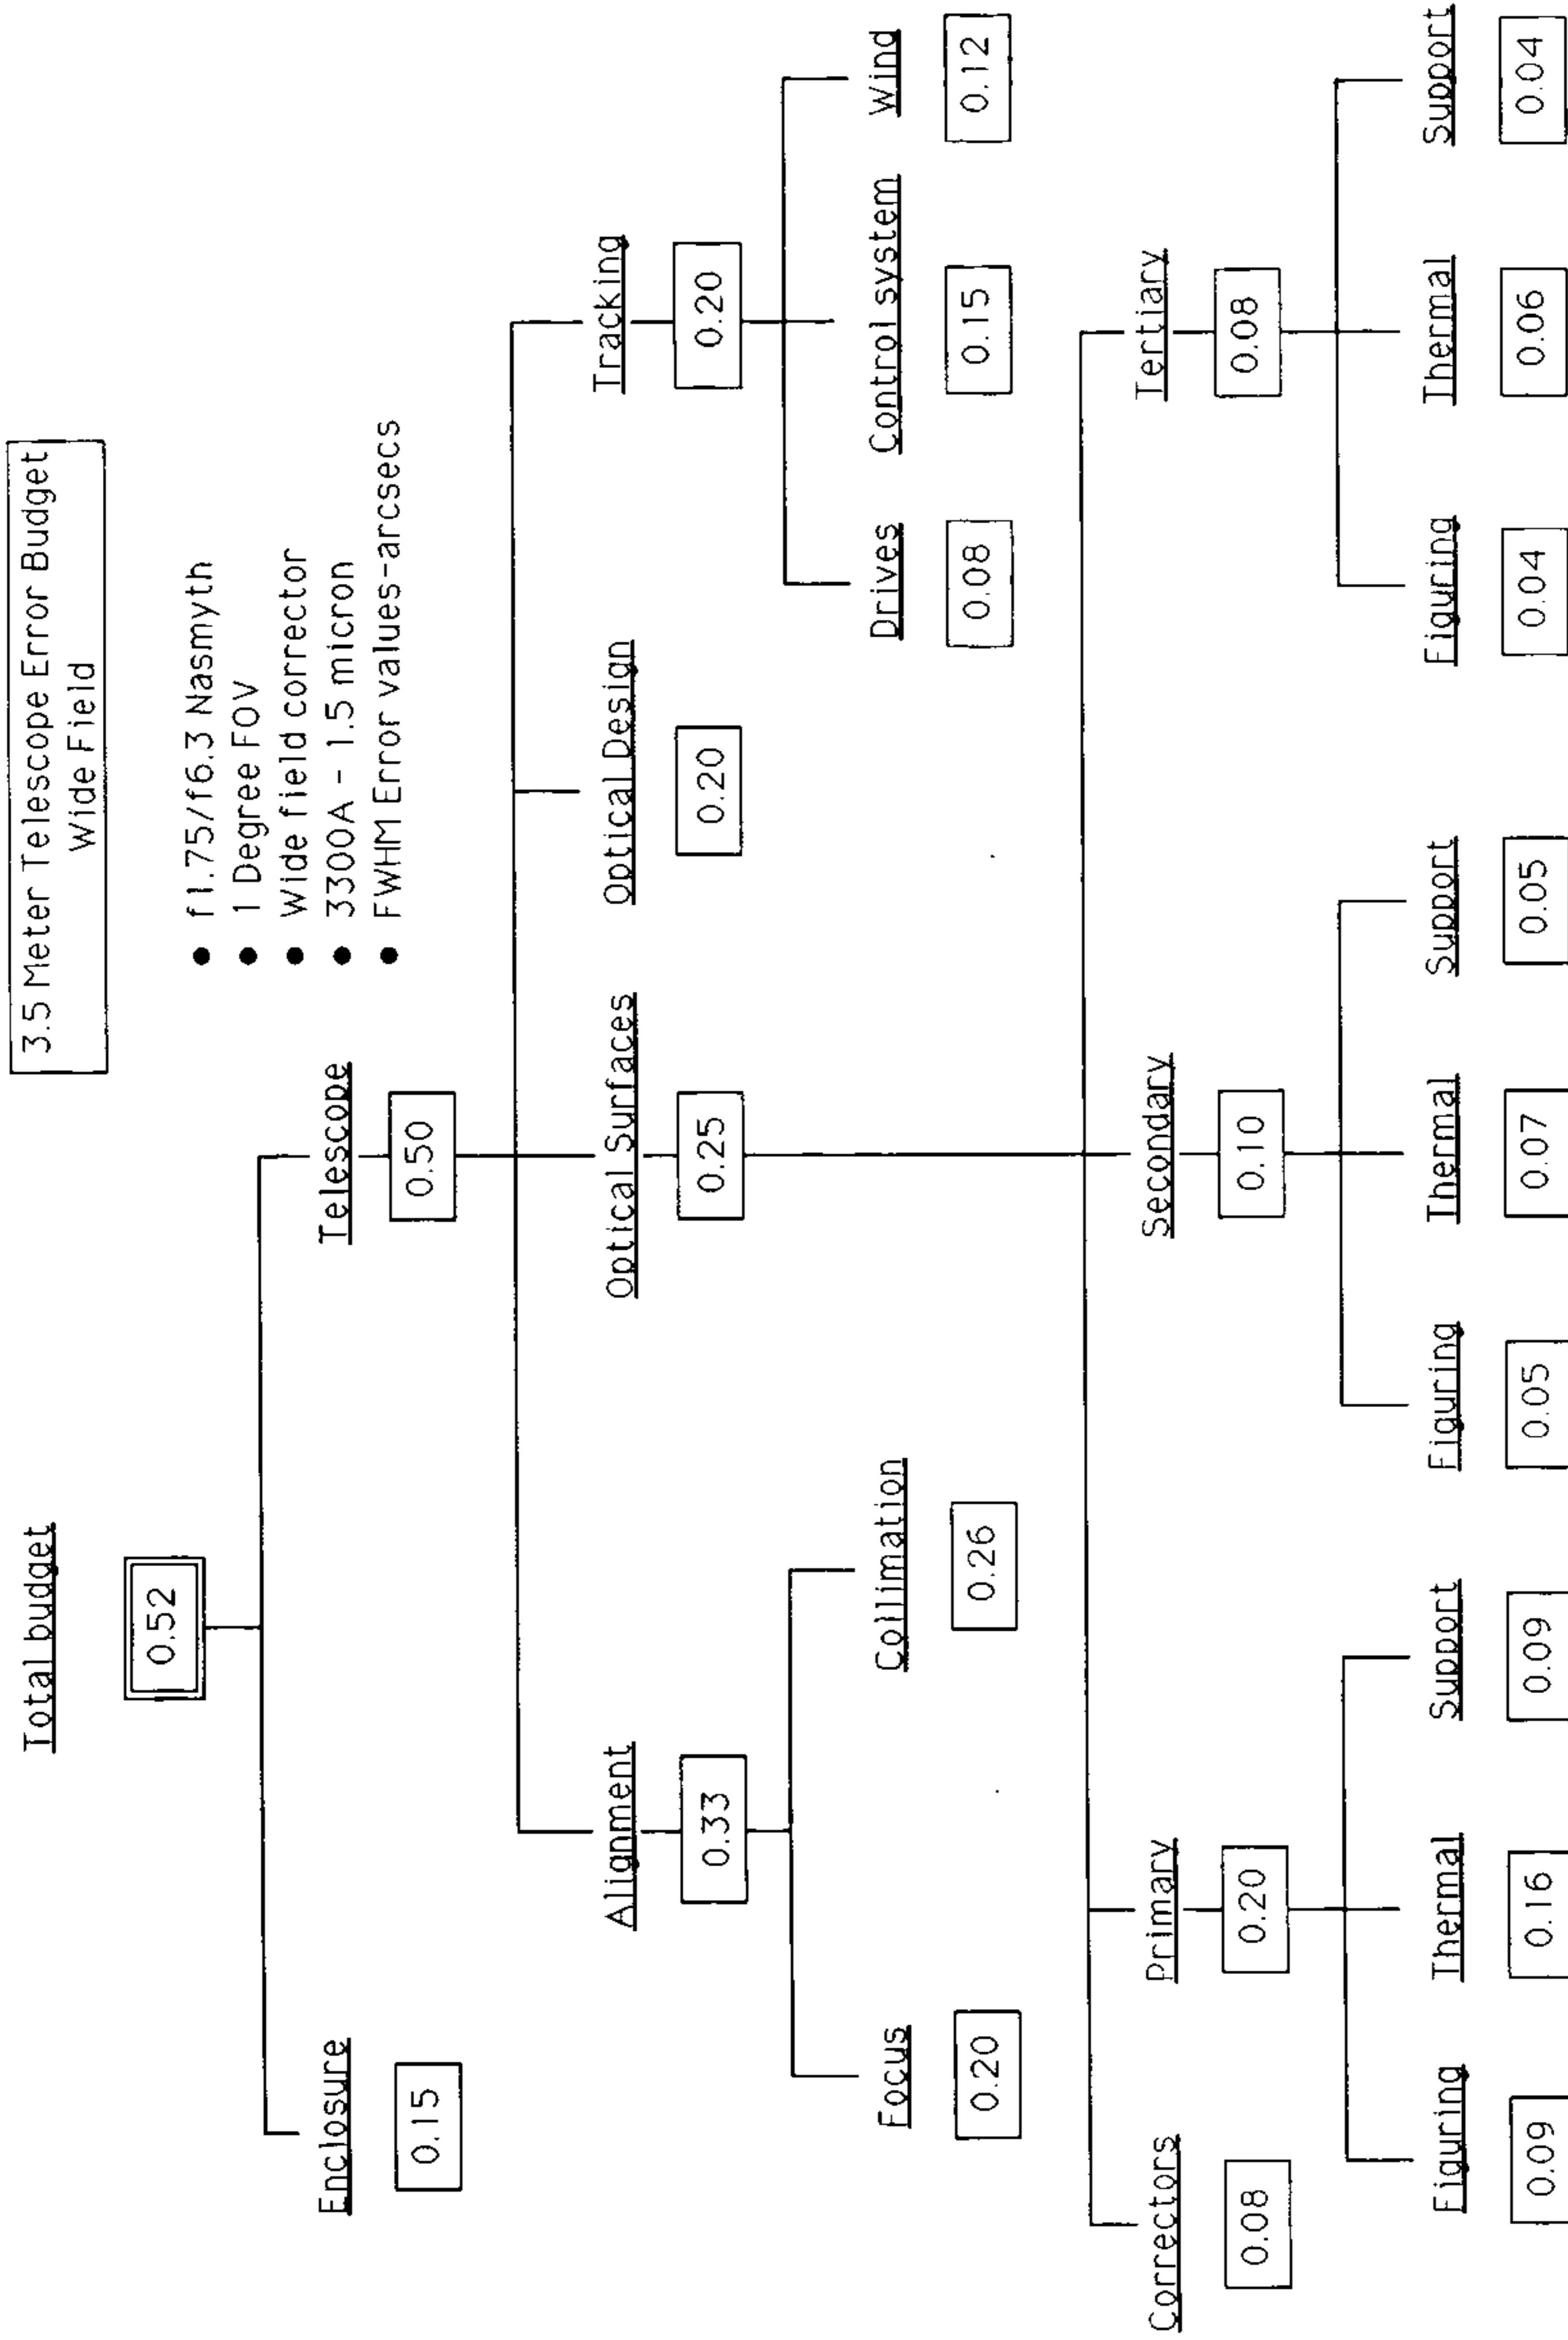 3.5 Meter Telescope Error Budget
Wide Field
Total budget
0.52
• f1.75/f6.3 Nasmyth
• 1 Degree FOV
• Wide field corrector
• 3300A - 1.5 micron
• FWHM Error values-arcsecs
Enclosure
0.15
Telescope
0.50
Alignment
0.33
Optical Surfaces
0.25
Optical Design
0.20
Tracking
0.20
Focus
0.20
Collimation
0.26
Drives
0.08
Control system
0.15
Wind
0.12
Correctors
0.08
Primary
0.20
Secondary
0.10
Tertiary
0.08
Figuring
0.09
Thermal
0.16
Support
0.09
Figuring
0.05
Thermal
0.07
Support
0.05
Figuring
0.04
Thermal
0.06
Support
0.04